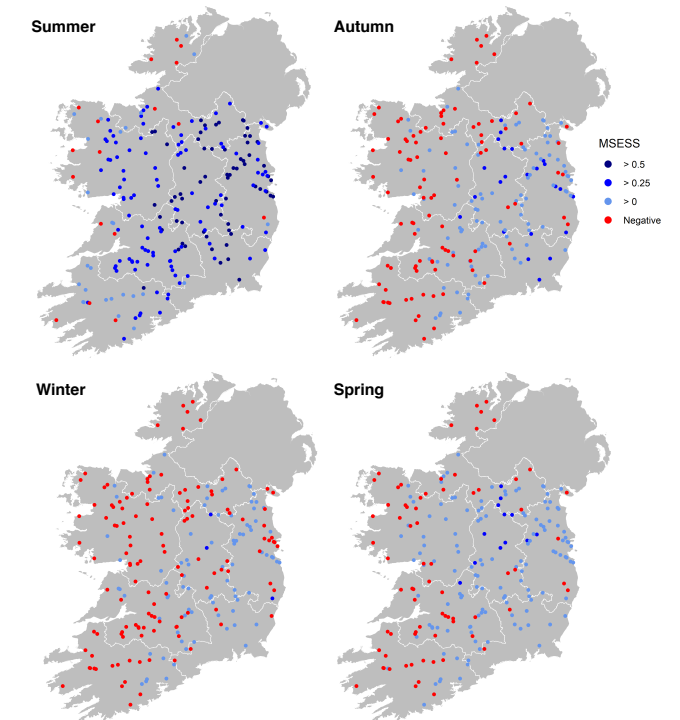 Summer
Autumn
MSESS
> 0.5
> 0.25
> 0
Negative
Winter
Spring